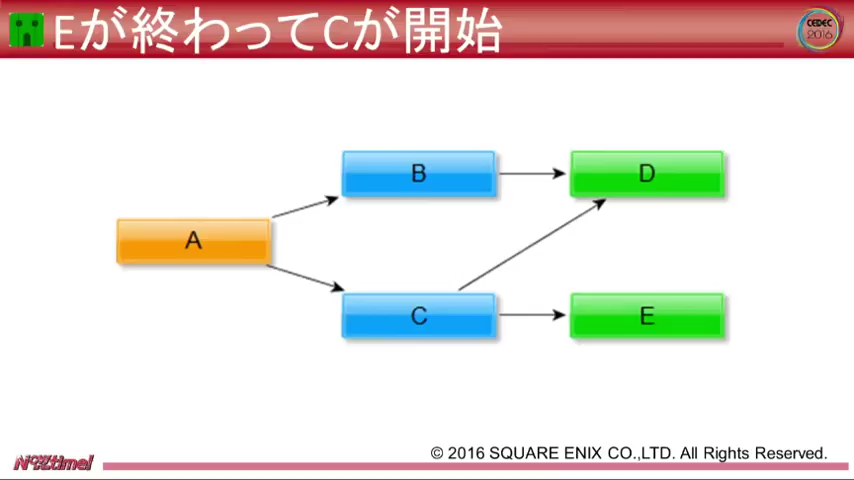 Eが終わってCが開始
CEDEC
2016
B
D
A
C
E
© 2016 SQUARE ENIX CO.,LTD. All Rights Reserved.